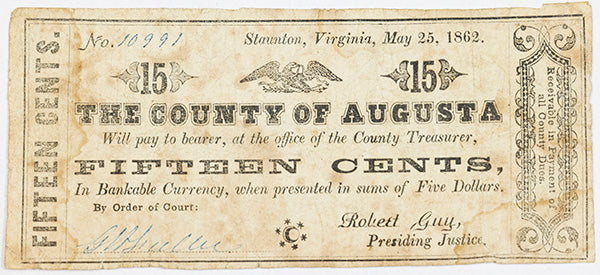 FIFTEEN CENTS.
No. 10991
Staunton, Virginia, May 25, 1862.
15 15
THE COUNTY OF AUGUSTA
Will pay to bearer, at the office of the County Treasurer,
FIFTEEN CENTS,
In Bankable Currency, when presented in sums of Five Dollars.
By Order of Court:
C
Robert Guy,
Presiding Justice.
Receivable in Payment of
all County Dues.